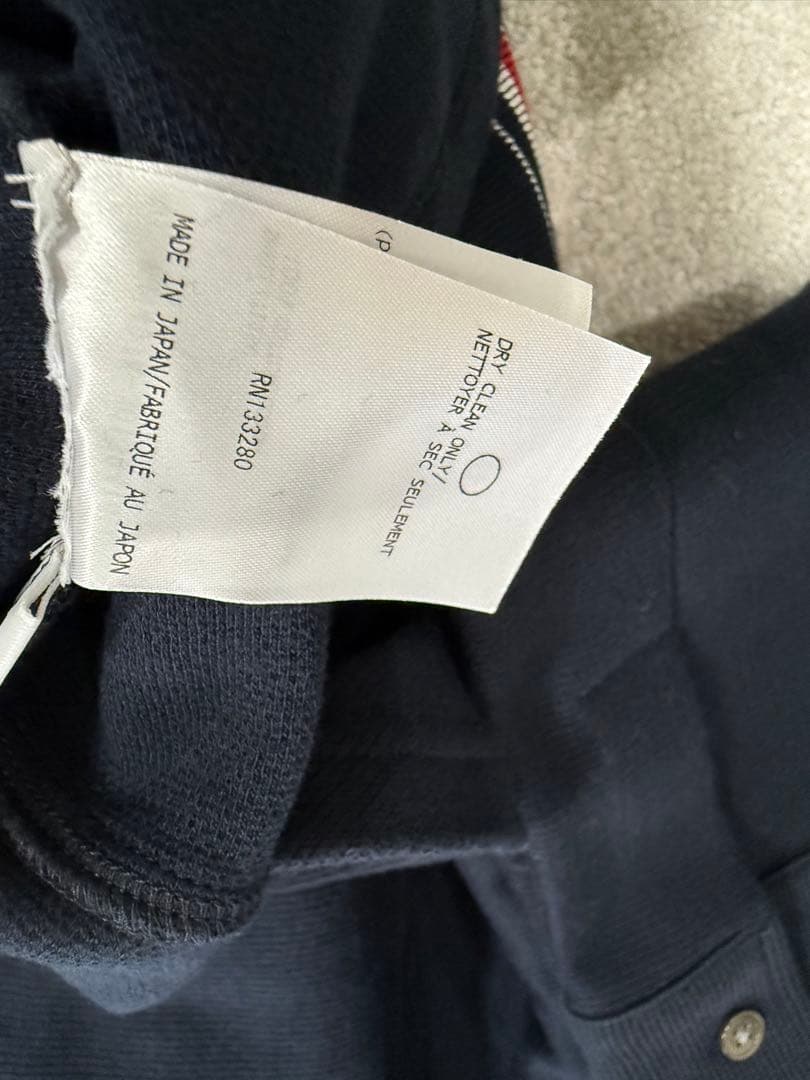 (P
DRY CLEAN ONLY/
NETTOYER À SEC SEULEMENT
RN133280
MADE IN JAPAN/FABRIQUÉ AU JAPON